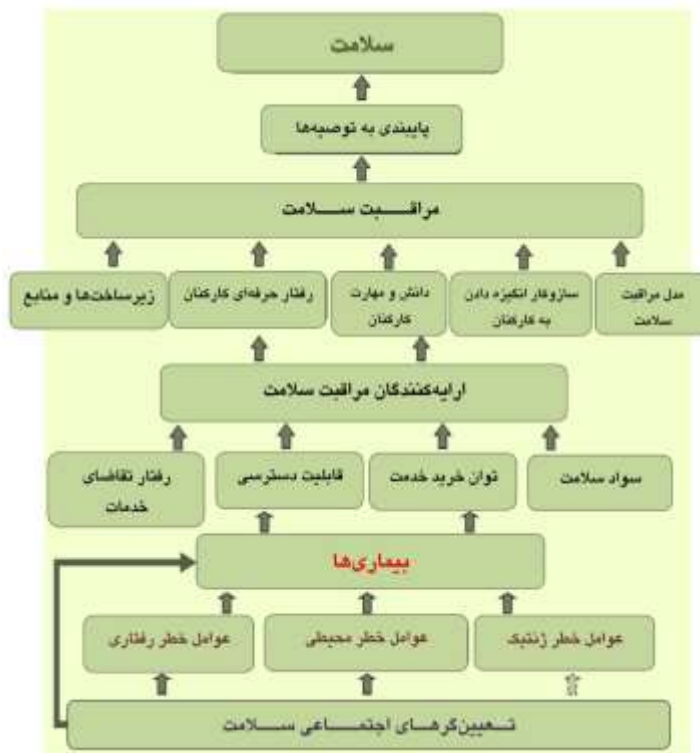 سلامت
پایبندی به توصیه‌ها
مراقبت سلامت
مدل مراقبت
سلامت
سازوکار انگیزه دادن
به کارکنان
دانش و مهارت
کارکنان
رفتار حرفه‌ای کارکنان
زیرساخت‌ها و منابع
ارایه‌کنندگان مراقبت سلامت
سواد سلامت
توان خرید خدمت
قابلیت دسترسی
رفتار تقاضای
خدمات
بیماری‌ها
عوامل خطر ژنتیک
عوامل خطر محیطی
عوامل خطر رفتاری
تعیین‌گرهای اجتماعی سلامت